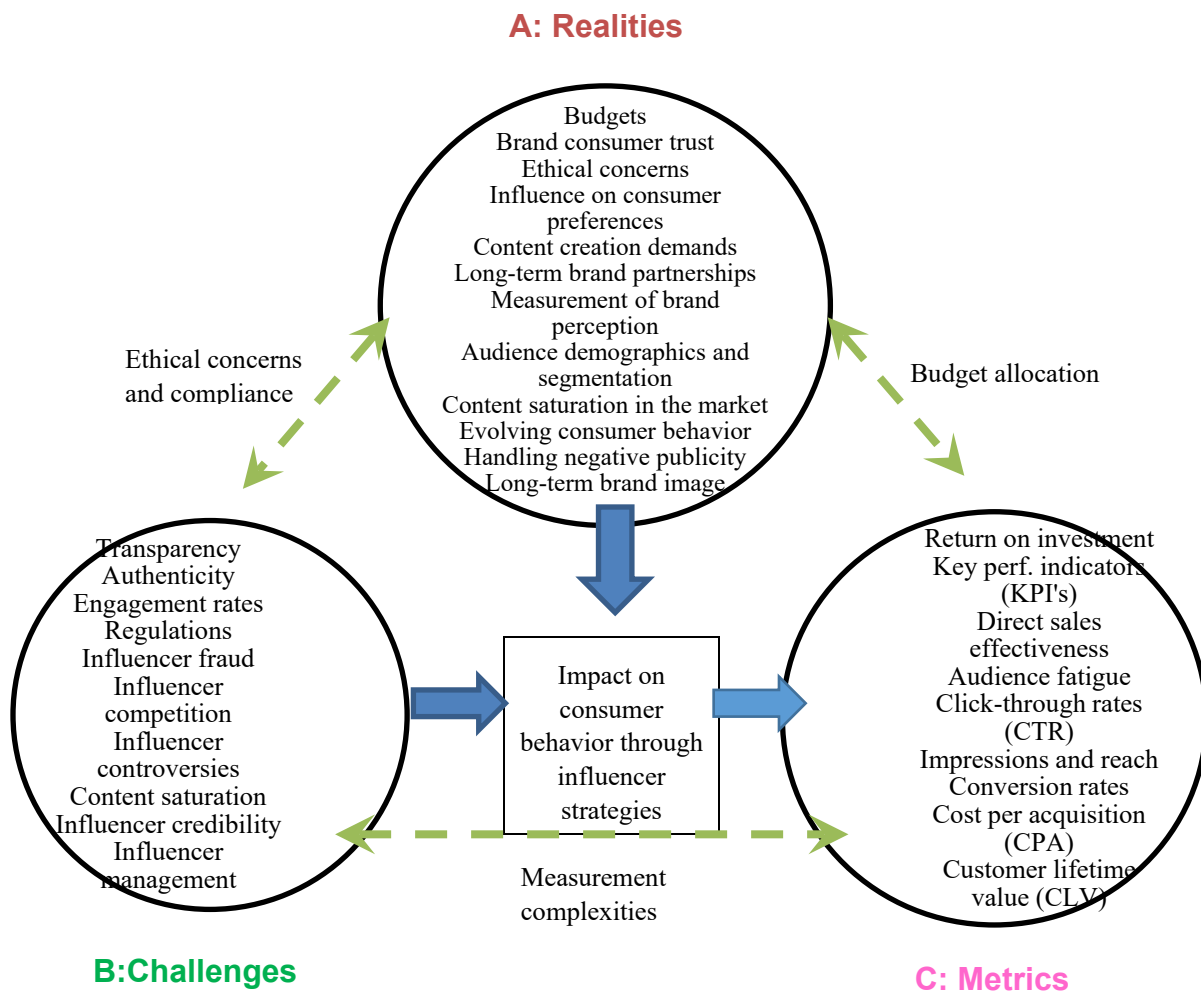 A: Realities
Budgets
Brand consumer trust
Ethical concerns
Influence on consumer
preferences
Content creation demands
Long-term brand partnerships
Measurement of brand
perception
Audience demographics and
segmentation
Content saturation in the market
Evolving consumer behavior
Handling negative publicity
Long-term brand image
Ethical concerns
and compliance
Budget allocation
Transparency
Authenticity
Engagement rates
Regulations
Influencer fraud
Influencer
competition
Influencer
controversies
Content saturation
Influencer credibility
Influencer
management
Impact on
consumer
behavior through
influencer
strategies
Return on investment
Key perf. indicators
(KPI's)
Direct sales
effectiveness
Audience fatigue
Click-through rates
(CTR)
Impressions and reach
Conversion rates
Cost per acquisition
(CPA)
Customer lifetime
value (CLV)
Measurement
complexities
B:Challenges
C: Metrics